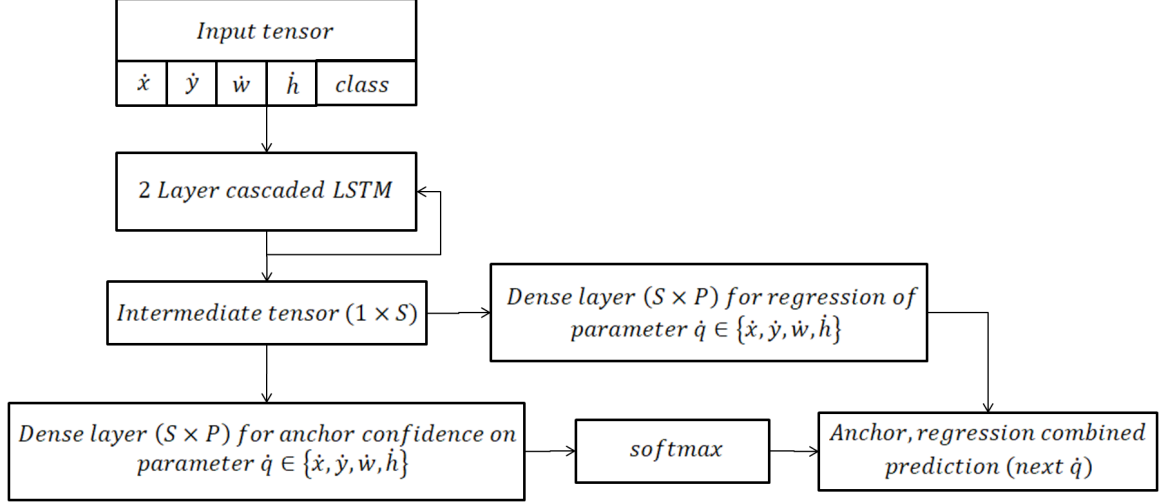 Input tensor
ẋ ẏ ẇ ḣ class
2 Layer cascaded LSTM
Intermediate tensor (1 × S)
Dense layer (S × P) for regression of
parameter q̇ ∈ {ẋ, ẏ, ẇ, ḣ}
Dense layer (S × P) for anchor confidence on
parameter q̇ ∈ {ẋ, ẏ, ẇ, ḣ}
softmax
Anchor, regression combined
prediction (next q̇)